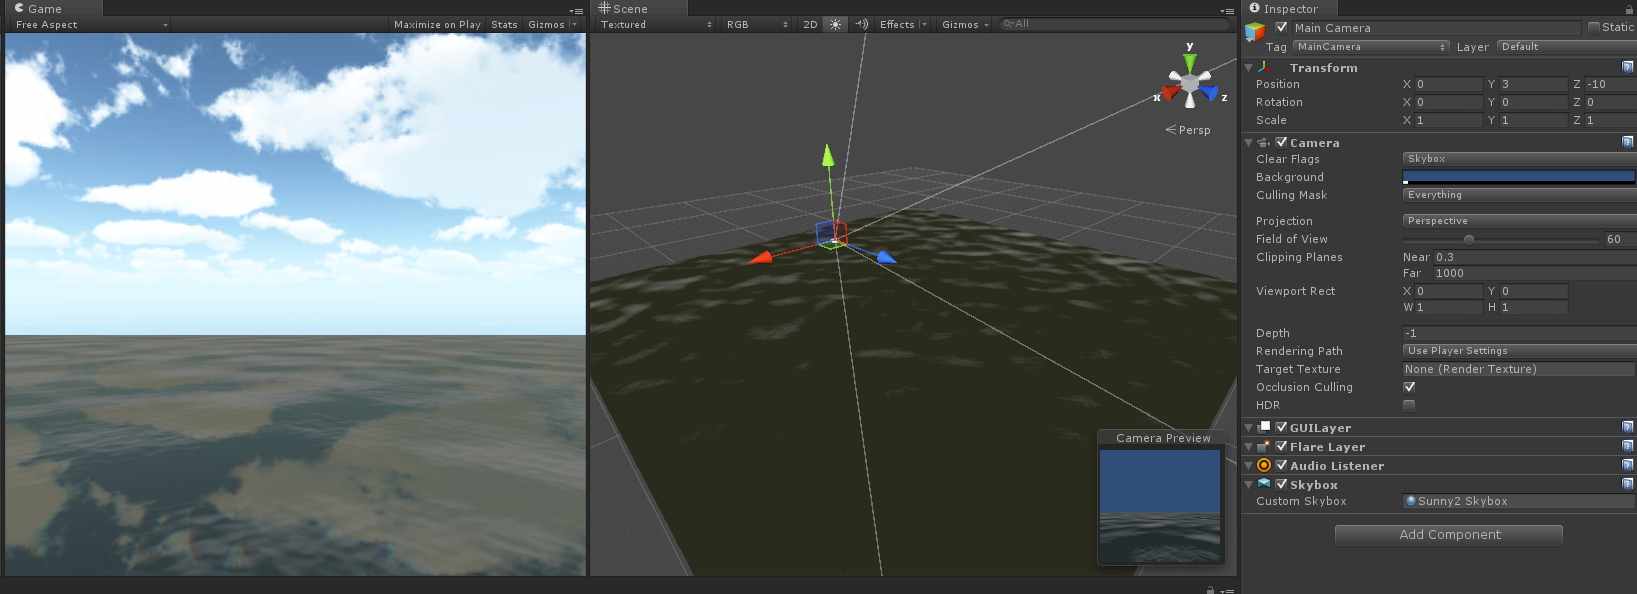 Game
Free Aspect
Maximize on Play Stats Gizmos
Scene
Textured RGB 2D Effects Gizmos All
y
x
z
Persp
Camera Preview
Inspector
Main Camera Static
Tag MainCamera Layer Default
Transform
Position X 0 Y 3 Z -10
Rotation X 0 Y 0 Z 0
Scale X 1 Y 1 Z 1
Camera
Clear Flags Skybox
Background
Culling Mask Everything
Projection Perspective
Field of View 60
Clipping Planes Near 0.3
Far 1000
Viewport Rect X 0 Y 0
W 1 H 1
Depth -1
Rendering Path Use Player Settings
Target Texture None (Render Texture)
Occlusion Culling
HDR
GUILayer
Flare Layer
Audio Listener
Skybox
Custom Skybox Sunny2 Skybox
Add Component